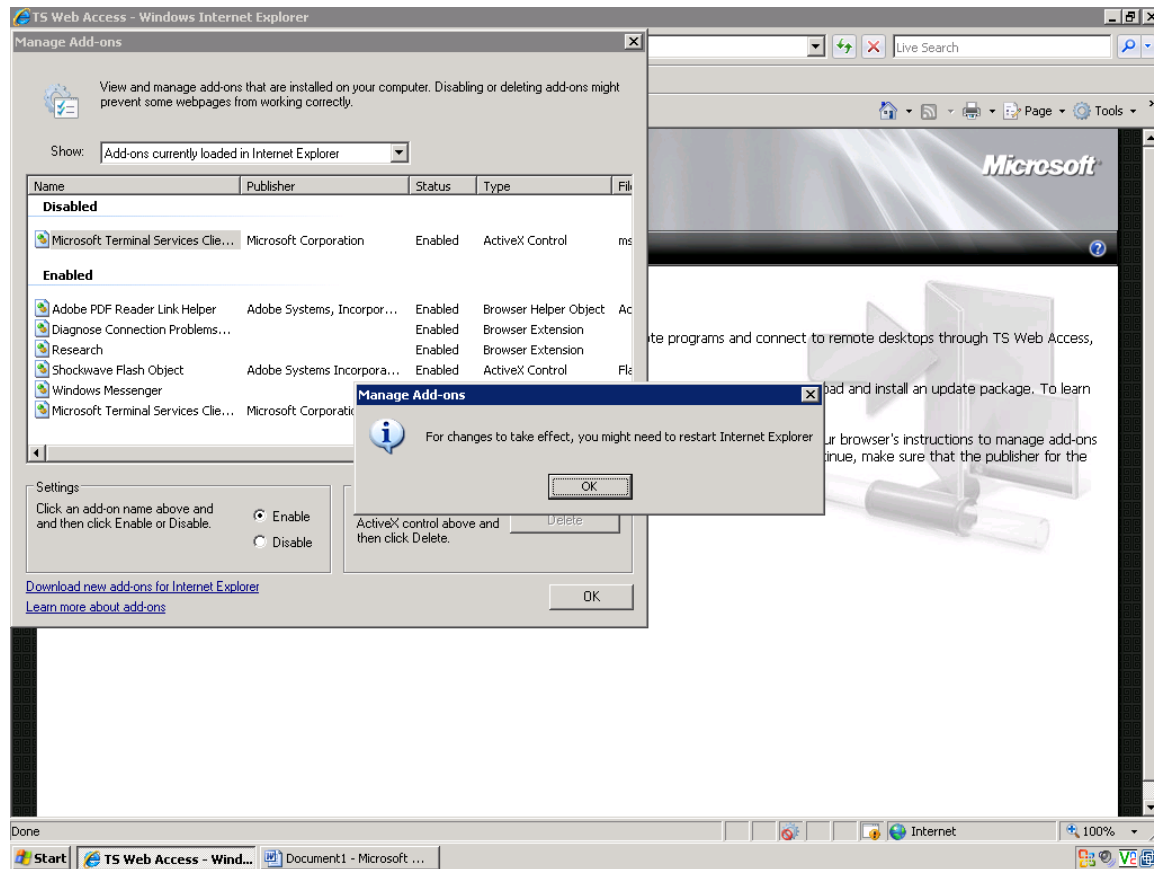 TS Web Access - Windows Internet Explorer
Manage Add-ons
Live Search
View and manage add-ons that are installed on your computer. Disabling or deleting add-ons might
prevent some webpages from working correctly.
Page
Tools
Show:
Add-ons currently loaded in Internet Explorer
Microsoft
Name Publisher Status Type
Disabled
Microsoft Terminal Services Clie... Microsoft Corporation Enabled ActiveX Control ms
Enabled
Adobe PDF Reader Link Helper Adobe Systems, Incorpor... Enabled Browser Helper Object Ac
Diagnose Connection Problems... Enabled Browser Extension
Research Enabled Browser Extension
Shockwave Flash Object Adobe Systems Incorpora... Enabled ActiveX Control Fla
Windows Messenger
Microsoft Terminal Services Clie... Microsoft Corporatio
te programs and connect to remote desktops through TS Web Access,
and install an update package. To learn
browser's instructions to manage add-ons
make sure that the publisher for the
Manage Add-ons
For changes to take effect, you might need to restart Internet Explorer
OK
Settings
Click an add-on name above and
and then click Enable or Disable.
Enable
Disable
ActiveX control above and
then click Delete.
Delete
Download new add-ons for Internet Explorer
Learn more about add-ons
OK
Done
Internet
100%
Start
TS Web Access - Wind...
Document1 - Microsoft ...
V2